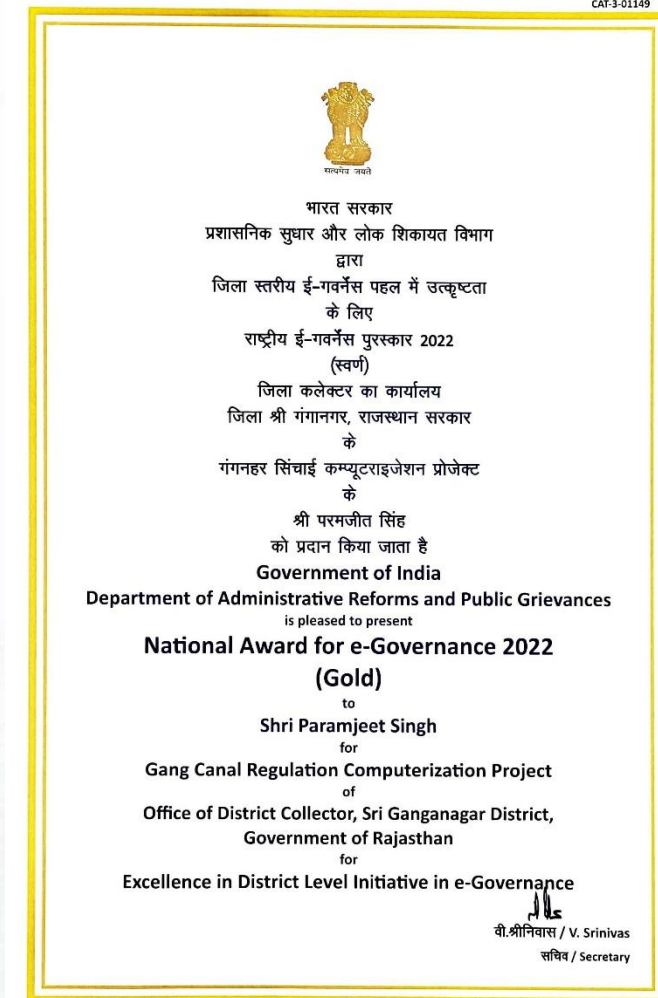 CAT-3-01149
सत्यमेव जयते
भारत सरकार
प्रशासनिक सुधार और लोक शिकायत विभाग
द्वारा
जिला स्तरीय ई-गवर्नेंस पहल में उत्कृष्टता
के लिए
राष्ट्रीय ई-गवर्नेंस पुरस्कार 2022
(स्वर्ण)
जिला कलेक्टर का कार्यालय
जिला श्री गंगानगर, राजस्थान सरकार
के
गंगनहर सिंचाई कम्प्यूटराइजेशन प्रोजेक्ट
के
श्री परमजीत सिंह
को प्रदान किया जाता है
Government of India
Department of Administrative Reforms and Public Grievances
is pleased to present
National Award for e-Governance 2022
(Gold)
to
Shri Paramjeet Singh
for
Gang Canal Regulation Computerization Project
of
Office of District Collector, Sri Ganganagar District,
Government of Rajasthan
for
Excellence in District Level Initiative in e-Governance
वी.श्रीनिवास / V. Srinivas
सचिव / Secretary